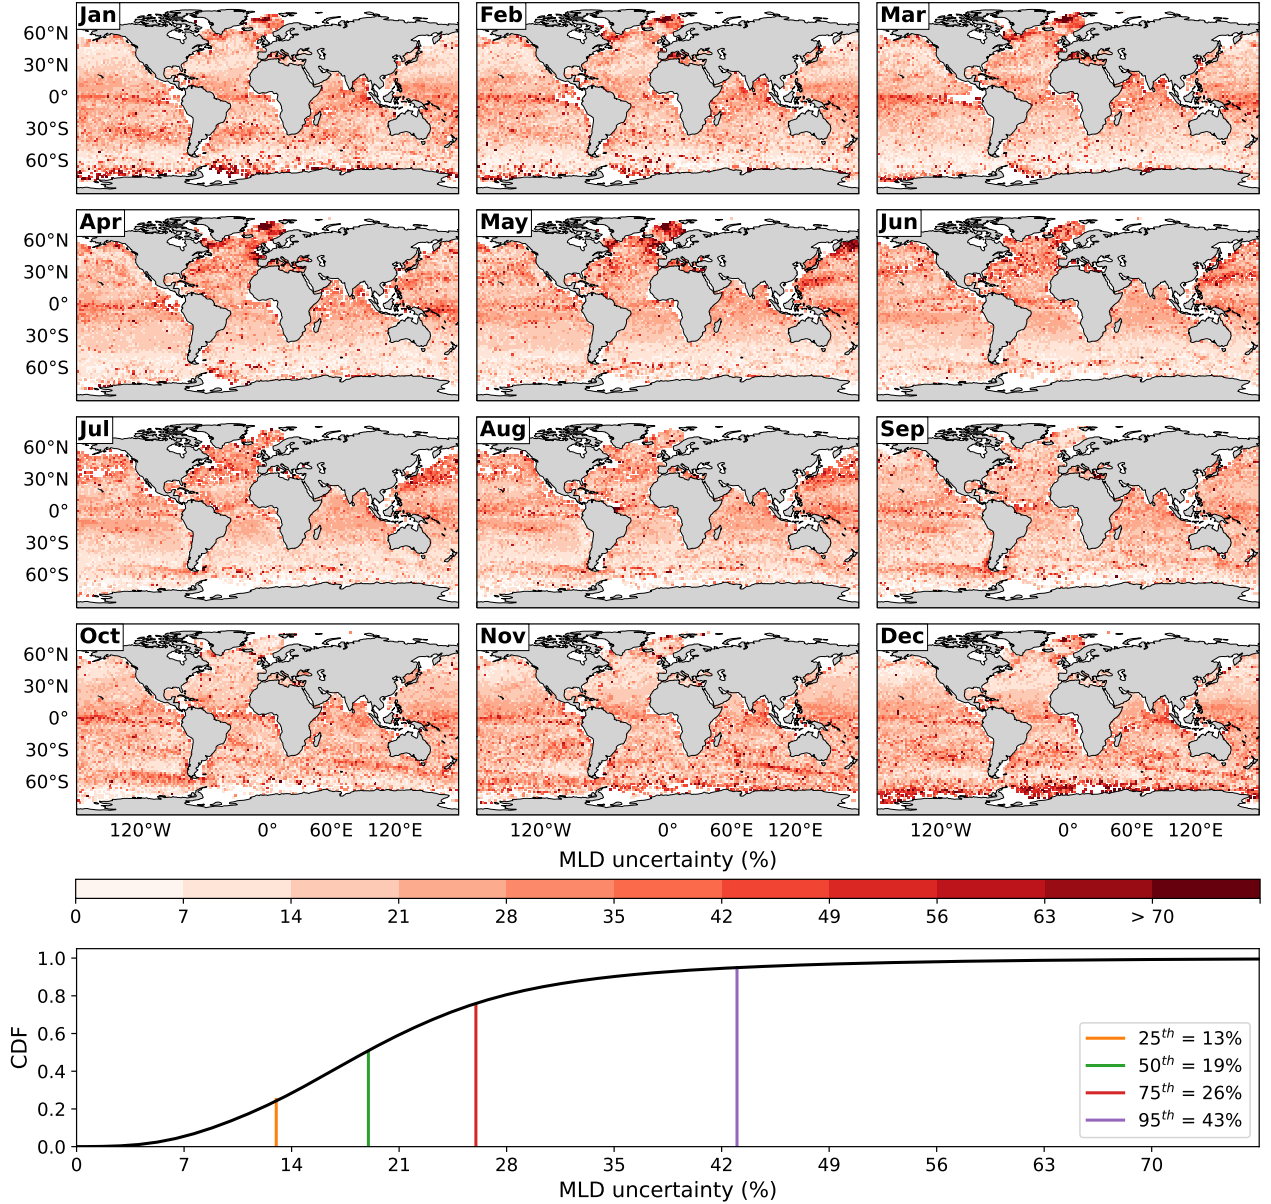 Jan Feb Mar
60°N
30°N
0°
30°S
60°S
Apr May Jun
60°N
30°N
0°
30°S
60°S
Jul Aug Sep
60°N
30°N
0°
30°S
60°S
Oct Nov Dec
60°N
30°N
0°
30°S
60°S
120°W 0° 60°E 120°E 120°W 0° 60°E 120°E 120°W 0° 60°E 120°E
MLD uncertainty (%)
0 7 14 21 28 35 42 49 56 63 > 70
CDF
1.0
0.8
0.6
0.4
0.2
0.0
25th = 13%
50th = 19%
75th = 26%
95th = 43%
0 7 14 21 28 35 42 49 56 63 70
MLD uncertainty (%)